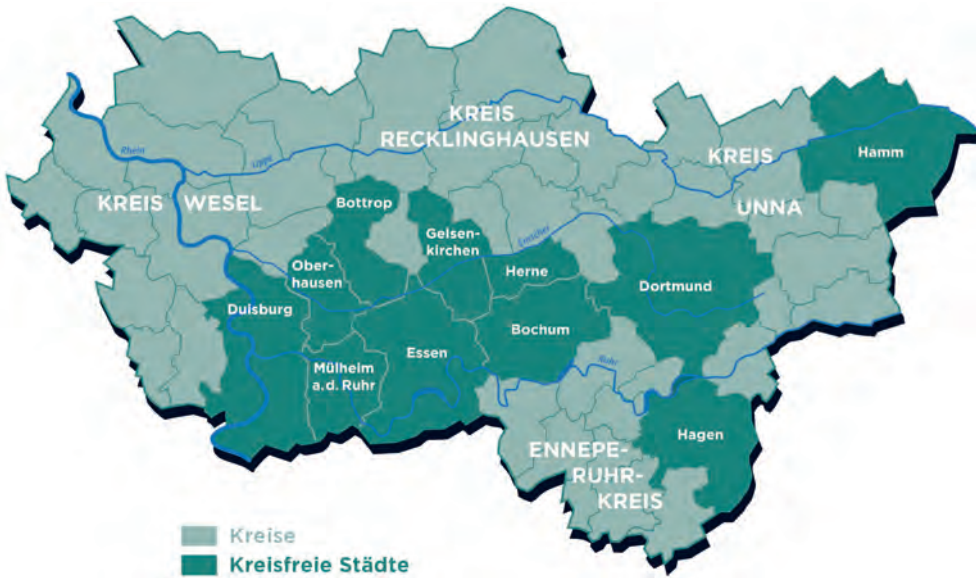 KREIS
RECKLINGHAUSEN
KREIS
UNNA
Hamm
Rhein
Lippe
KREIS WESEL
Bottrop
Gelsen-
kirchen
Emscher
Ober-
hausen
Herne
Dortmund
Duisburg
Bochum
Essen
Mülheim
a.d. Ruhr
Ruhr
Hagen
ENNEPE-
RUHR-
KREIS
Kreise
Kreisfreie Städte